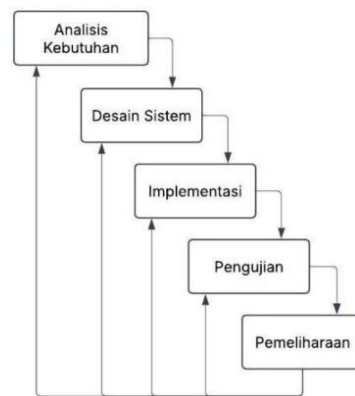 Analisis
Kebutuhan
Desain Sistem
Implementasi
Pengujian
Pemeliharaan